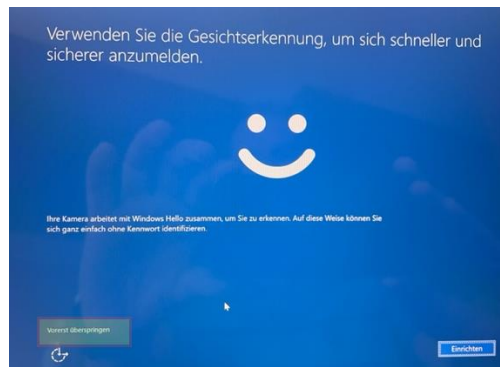 Verwenden Sie die Gesichtserkennung, um sich schneller und
sicherer anzumelden.
Ihre Kamera arbeitet mit Windows Hello zusammen, um Sie zu erkennen. Auf diese Weise können Sie
sich ganz einfach ohne Kennwort identifizieren.
Vorerst überspringen
Einrichten